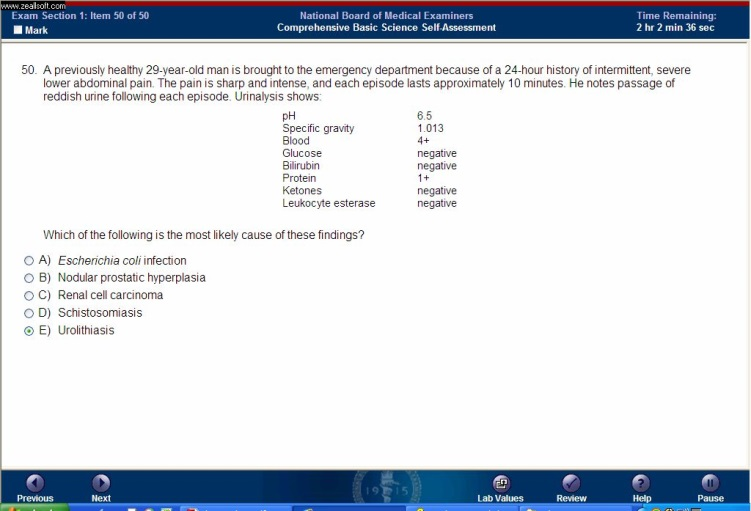 www.zeallsoft.com
Exam Section 1: Item 50 of 50
National Board of Medical Examiners
Time Remaining:
Mark
Comprehensive Basic Science Self-Assessment
2 hr 2 min 36 sec
50. A previously healthy 29-year-old man is brought to the emergency department because of a 24-hour history of intermittent, severe
lower abdominal pain. The pain is sharp and intense, and each episode lasts approximately 10 minutes. He notes passage of
reddish urine following each episode. Urinalysis shows:
pH 6.5
Specific gravity 1.013
Blood 4+
Glucose negative
Bilirubin negative
Protein 1+
Ketones negative
Leukocyte esterase negative
Which of the following is the most likely cause of these findings?
A) Escherichia coli infection
B) Nodular prostatic hyperplasia
C) Renal cell carcinoma
D) Schistosomiasis
E) Urolithiasis
1915
Previous Next Lab Values Review Help Pause